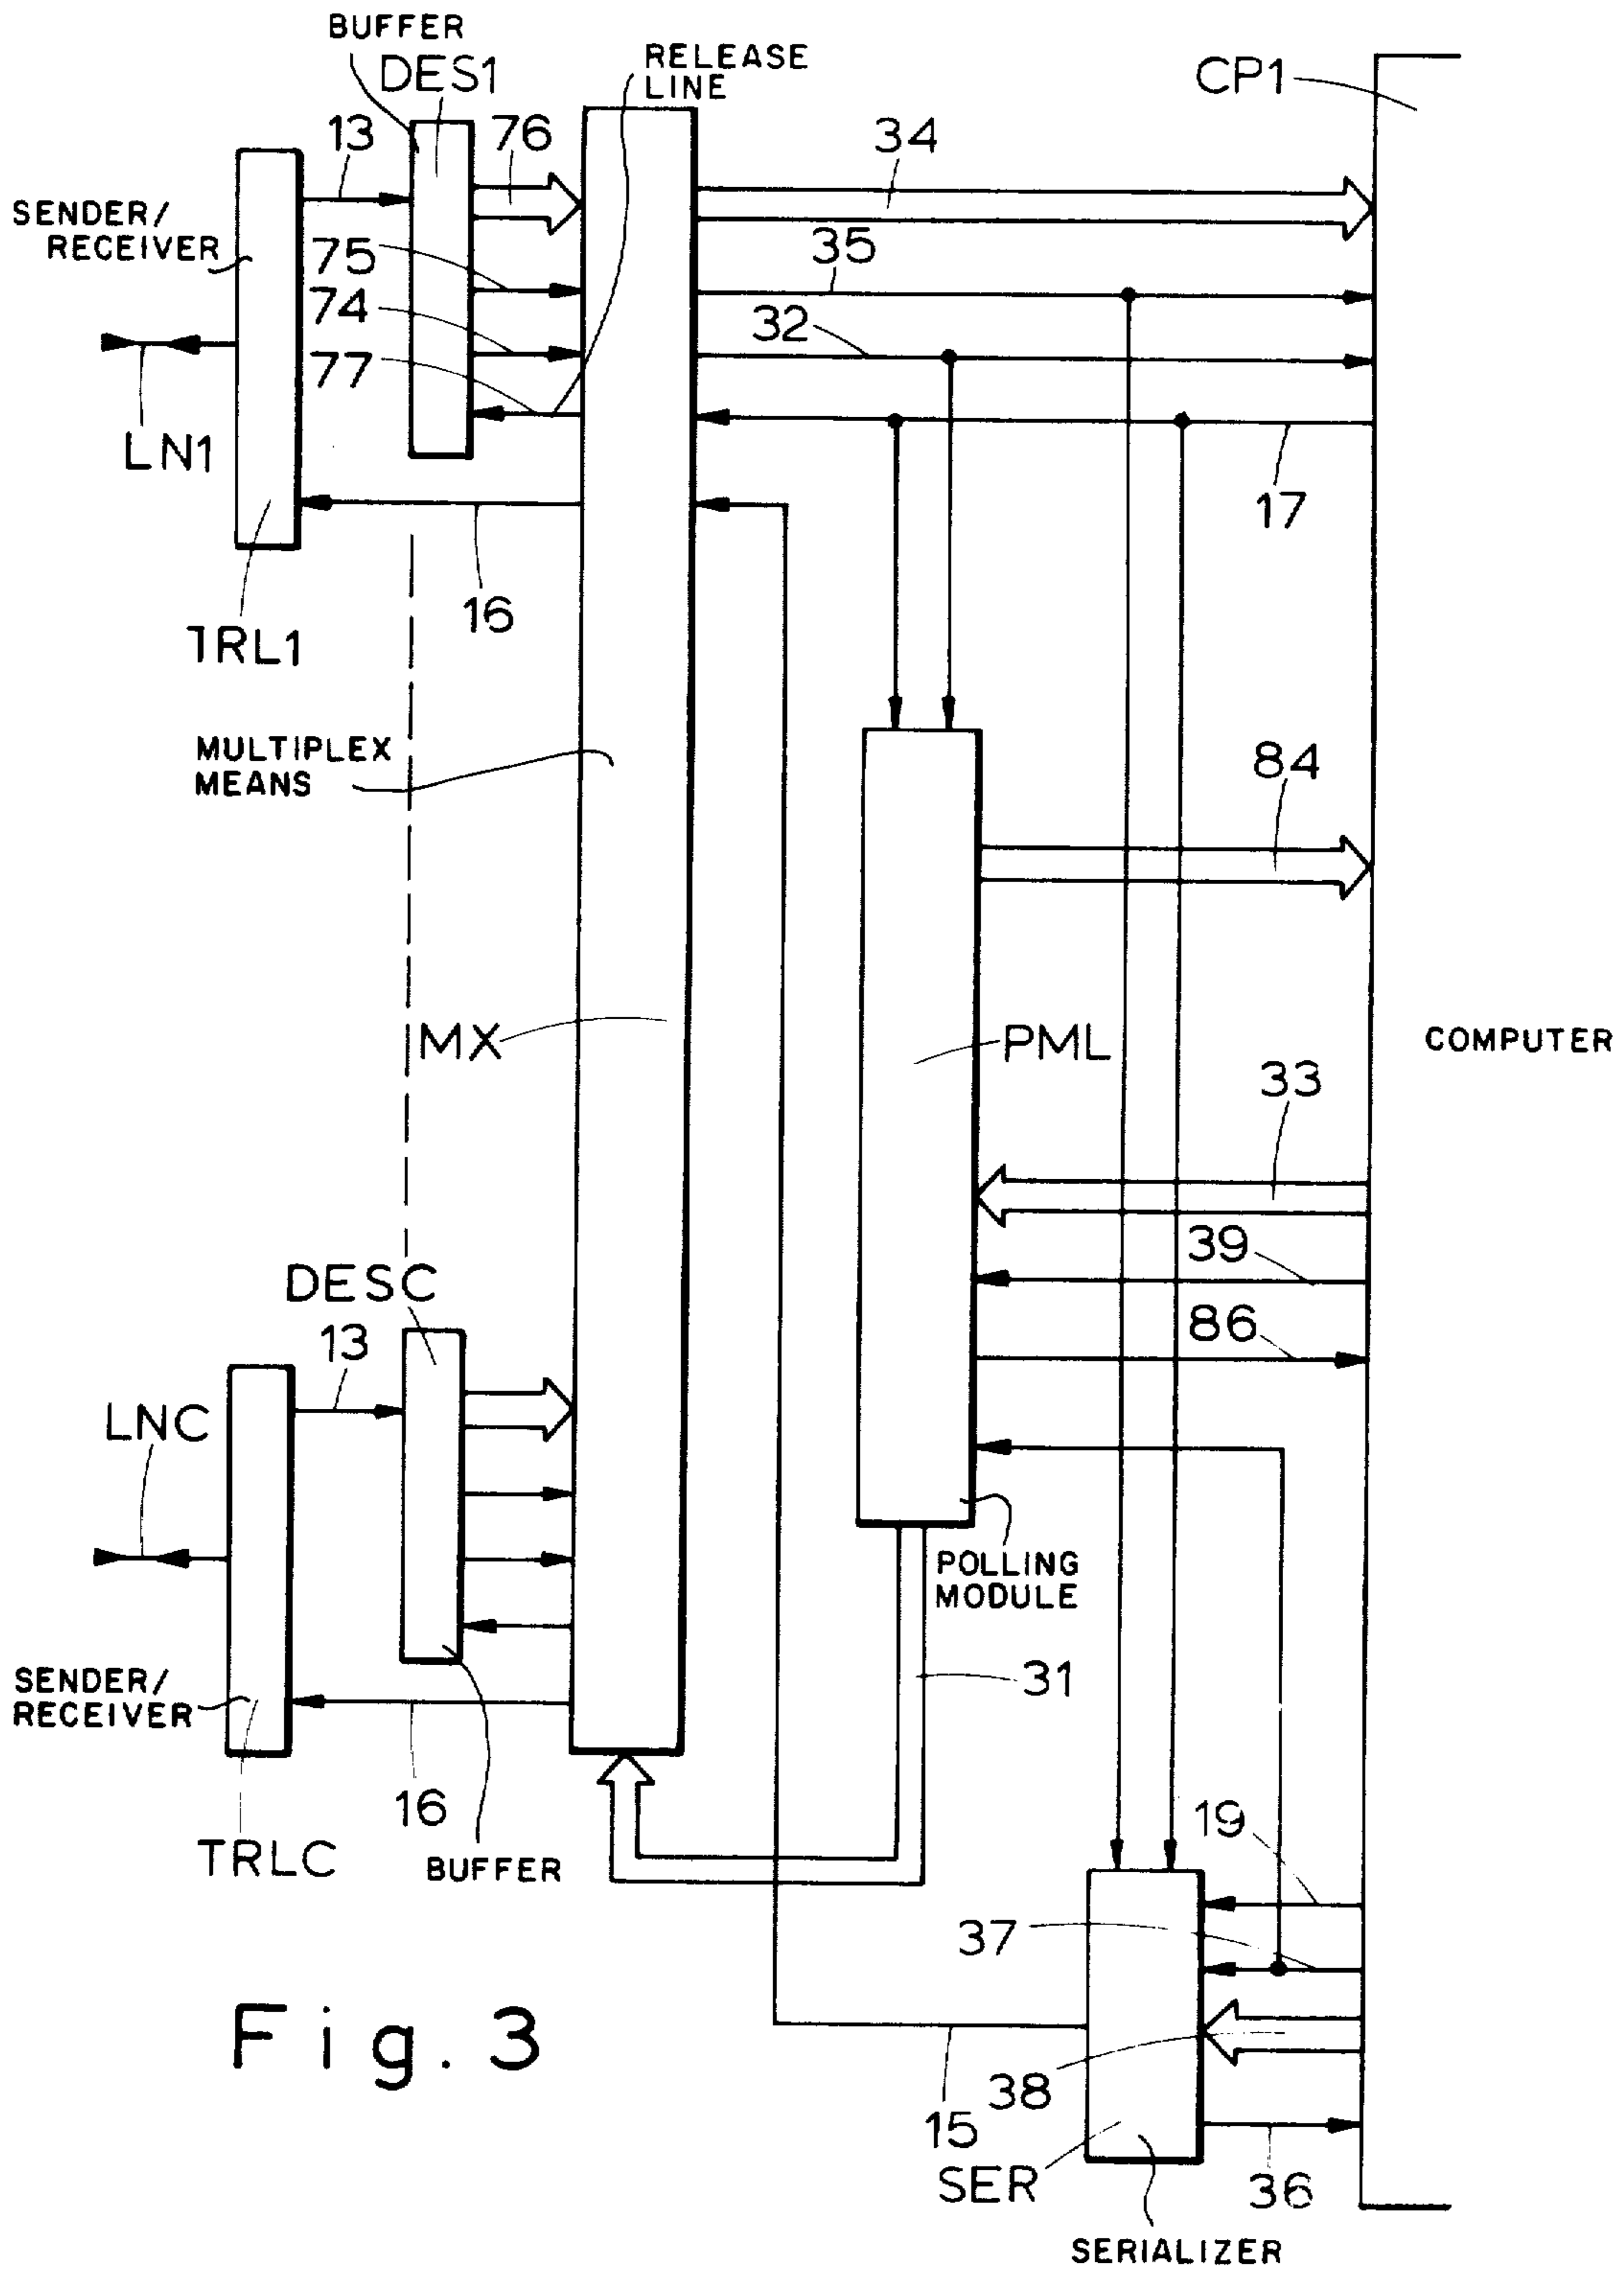 BUFFER
DES1
RELEASE
LINE
CP1
13
76
34
SENDER/
RECEIVER
75
35
74
32
77
LN1
17
16
TRL1
MULTIPLEX
MEANS
84
MX
PML
COMPUTER
33
39
DESC
86
13
LNC
POLLING
MODULE
31
SENDER/
RECEIVER
16
19
TRLC
BUFFER
37
Fig. 3
38
15
SER
36
SERIALIZER